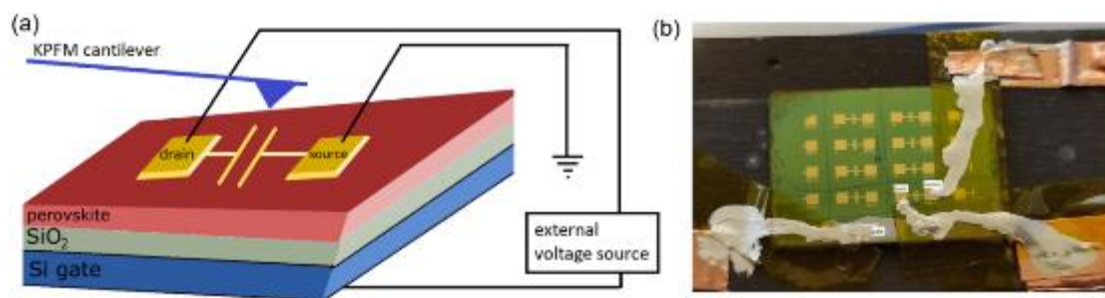 (a)
KPFM cantilever
drain
source
perovskite
SiO₂
Si gate
external
voltage source
(b)